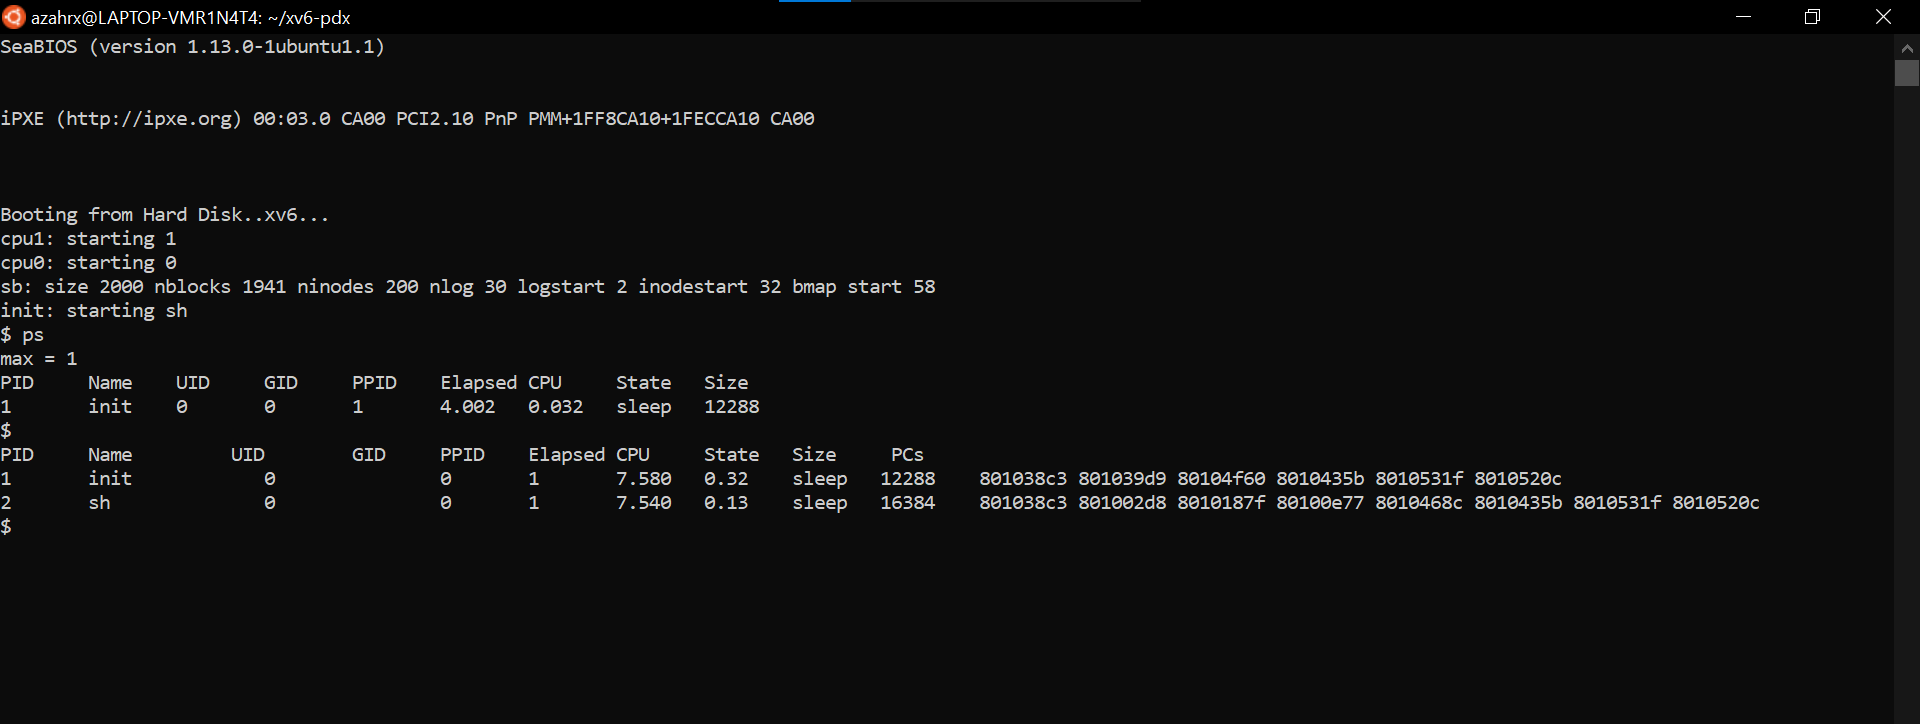 azahrx@LAPTOP-VMR1N4T4: ~/xv6-pdx
SeaBIOS (version 1.13.0-1ubuntu1.1)
iPXE (http://ipxe.org) 00:03.0 CA00 PCI2.10 PnP PMM+1FF8CA10+1FECCA10 CA00
Booting from Hard Disk..xv6...
cpu1: starting 1
cpu0: starting 0
sb: size 2000 nblocks 1941 ninodes 200 nlog 30 logstart 2 inodestart 32 bmap start 58
init: starting sh
$ ps
max = 1
PID     Name    UID     GID     PPID    Elapsed CPU     State   Size
1       init    0       0       1       4.002   0.032   sleep   12288
$
PID     Name         UID        GID     PPID    Elapsed CPU     State   Size     PCs
1       init            0               0       1       7.580   0.32    sleep   12288    801038c3 801039d9 80104f60 8010435b 8010531f 8010520c
2       sh              0               0       1       7.540   0.13    sleep   16384    801038c3 801002d8 8010187f 80100e77 8010468c 8010435b 8010531f 8010520c
$